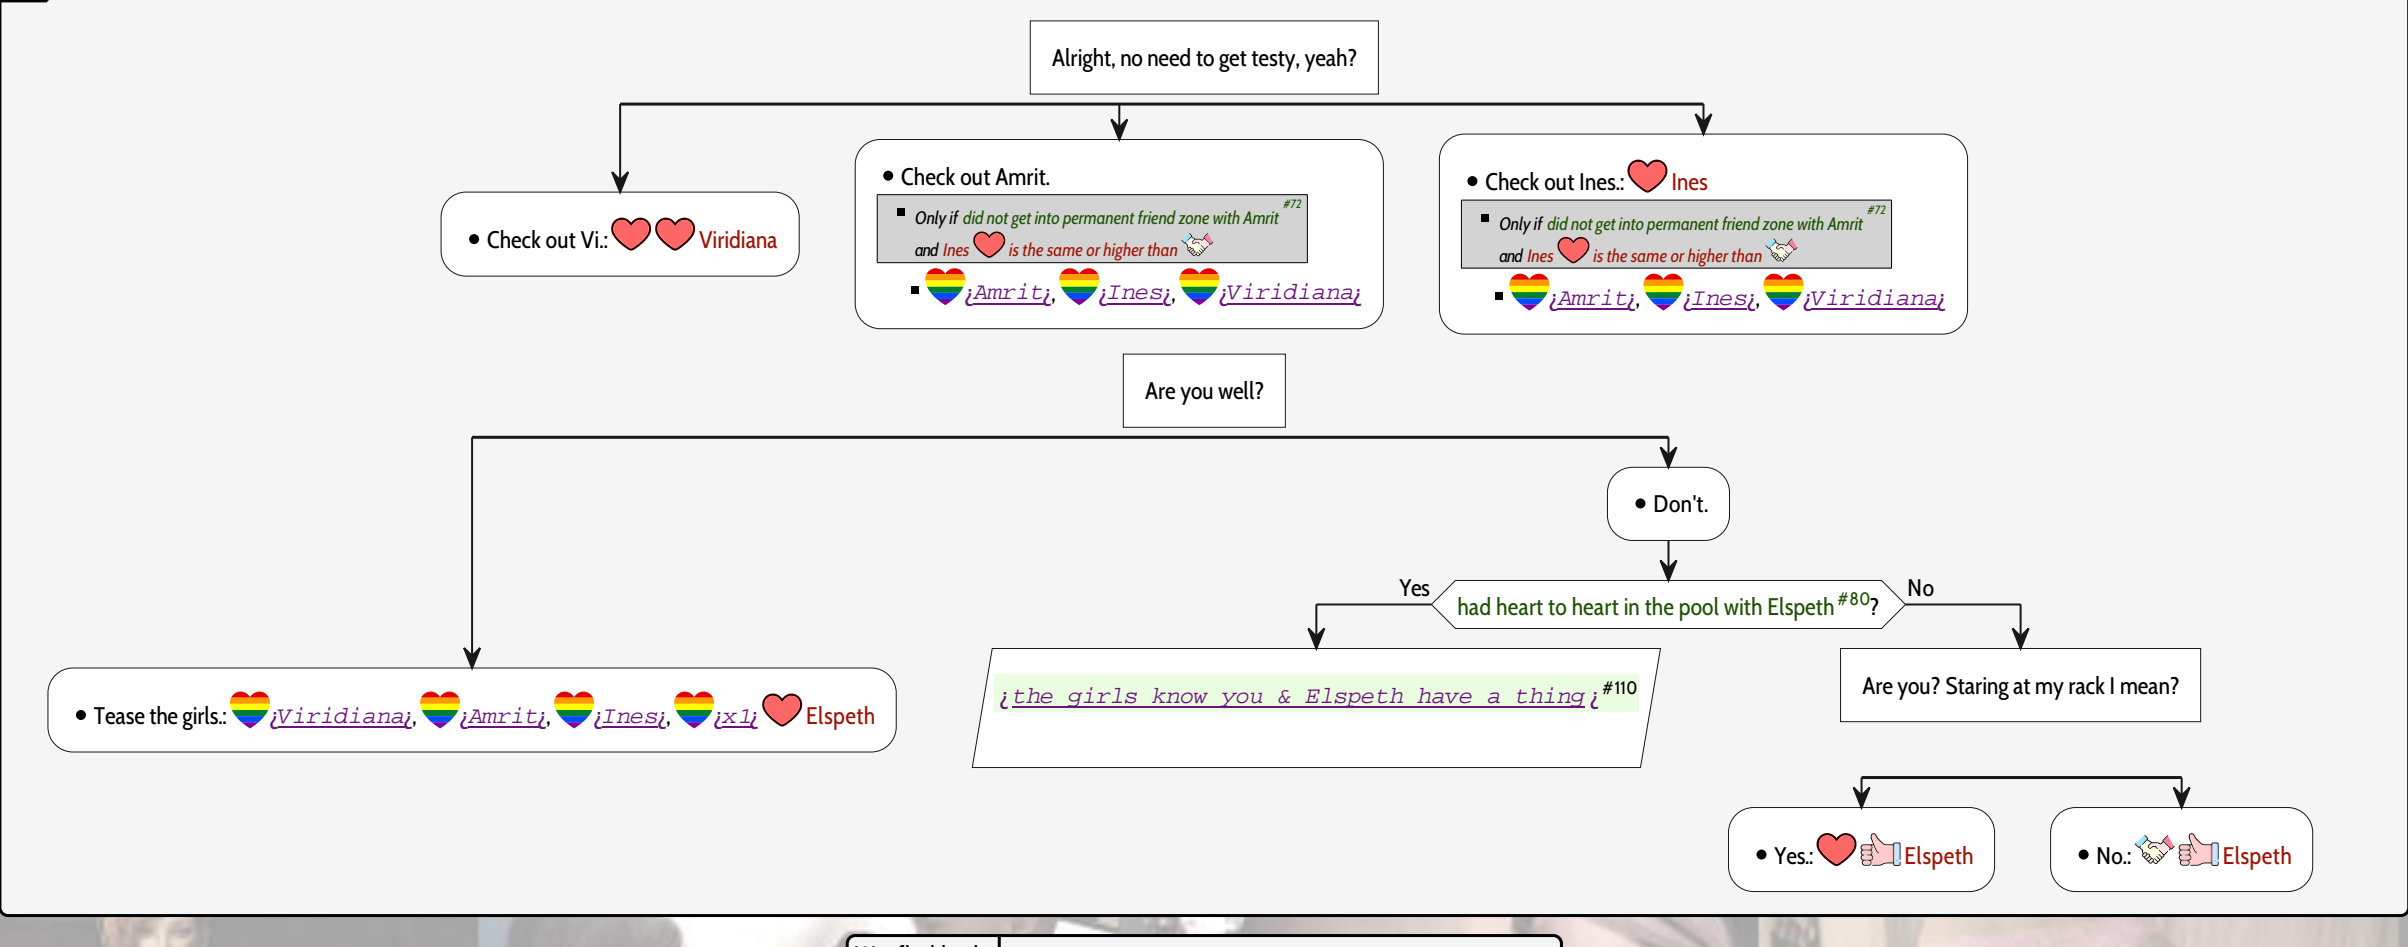 Alright, no need to get testy, yeah?
• Check out Vi.: Viridiana
• Check out Amrit.
▪ Only if did not get into permanent friend zone with Amrit #72
and Ines is the same or higher than
▪ ¿Amrit¿, ¿Ines¿, ¿Viridiana¿
• Check out Ines.: Ines
▪ Only if did not get into permanent friend zone with Amrit #72
and Ines is the same or higher than
▪ ¿Amrit¿, ¿Ines¿, ¿Viridiana¿
Are you well?
• Don't.
Yes
had heart to heart in the pool with Elspeth #80?
No
• Tease the girls.: ¿Viridiana¿, ¿Amrit¿, ¿Ines¿, ¿x1¿ Elspeth
¿the girls know you & Elspeth have a thing¿ #110
Are you? Staring at my rack I mean?
• Yes.: Elspeth
• No.: Elspeth